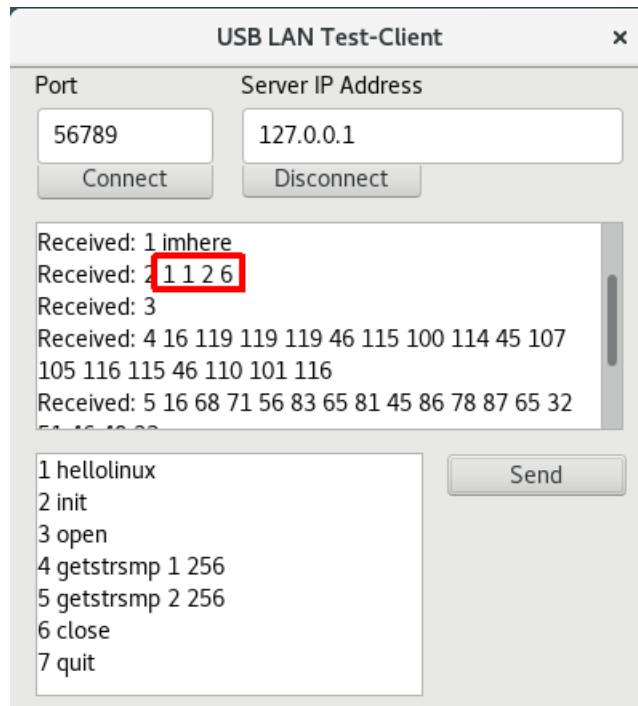 USB LAN Test-Client ×
Port Server IP Address
56789 127.0.0.1
Connect Disconnect
Received: 1 imhere
Received: 2 1 1 2 6
Received: 3
Received: 4 16 119 119 119 46 115 100 114 45 107
105 116 115 46 110 101 116
Received: 5 16 68 71 56 83 65 81 45 86 78 87 65 32
1 hellolinux
Send
2 init
3 open
4 getstrsmp 1 256
5 getstrsmp 2 256
6 close
7 quit